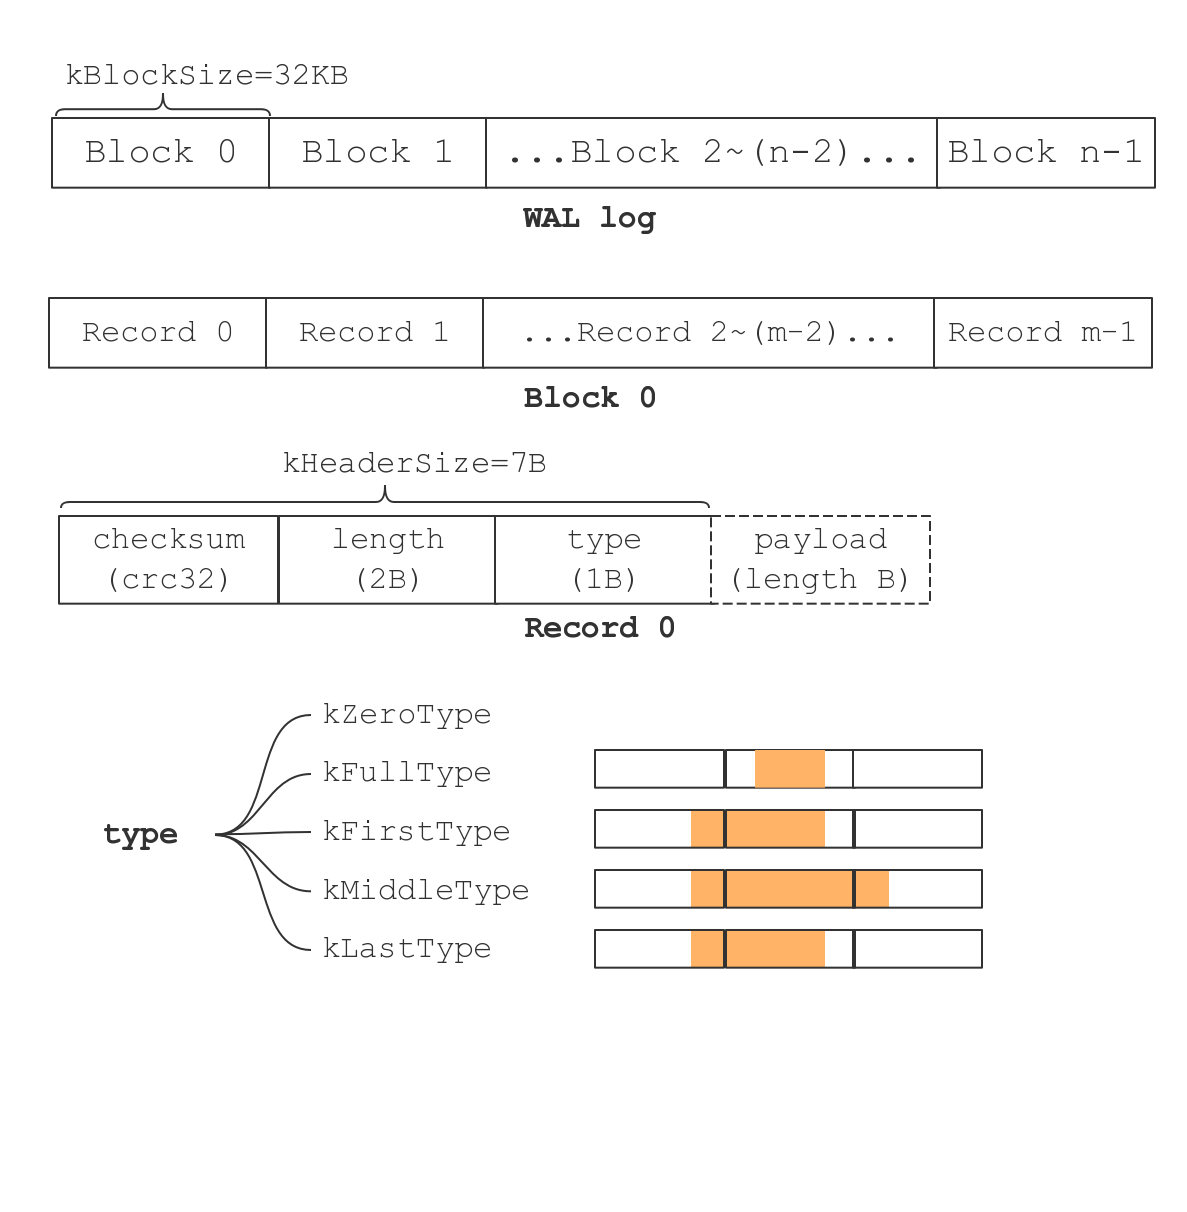 kBlockSize=32KB
Block 0 Block 1 ...Block 2~(n-2)... Block n-1
WAL log
Record 0 Record 1 ...Record 2~(m-2)... Record m-1
Block 0
kHeaderSize=7B
checksum length type payload
(crc32) (2B) (1B) (length B)
Record 0
kZeroType
kFullType
kFirstType
type
kMiddleType
kLastType